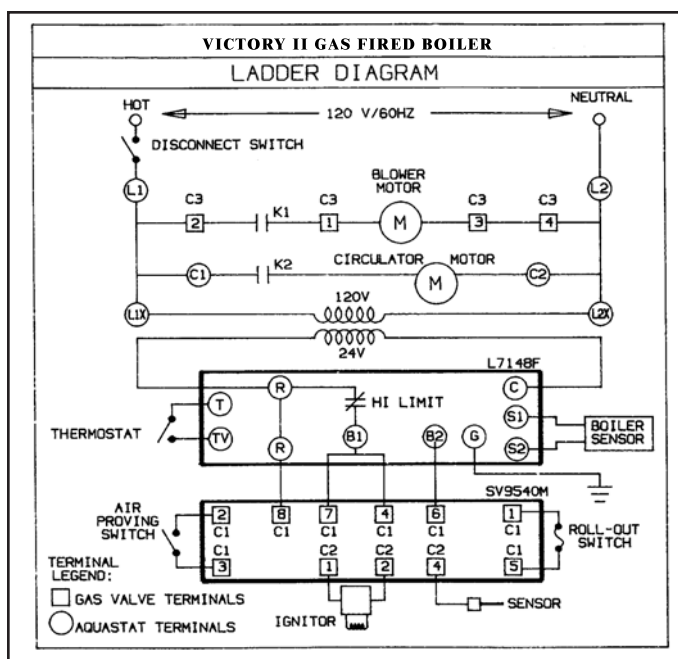 VICTORY II GAS FIRED BOILER
LADDER DIAGRAM
HOT
120 V/60HZ
NEUTRAL
DISCONNECT SWITCH
L1
L2
BLOWER
MOTOR
C3
K1
C3
C3
C3
2
1
M
3
4
CIRCULATOR
MOTOR
C1
K2
M
C2
L1X
120V
L2X
24V
L7148F
R
C
T
HI LIMIT
S1
BOILER
SENSOR
THERMOSTAT
TV
R
B1
B2
G
S2
SV9540M
AIR
PROVING
SWITCH
2
8
7
4
6
1
C1
C1
C1
C1
C1
C1
ROLL-OUT
SWITCH
C1
C2
C2
C2
C1
3
1
2
4
5
TERMINAL
LEGEND:
GAS VALVE TERMINALS
AQUASTAT TERMINALS
IGNITOR
SENSOR